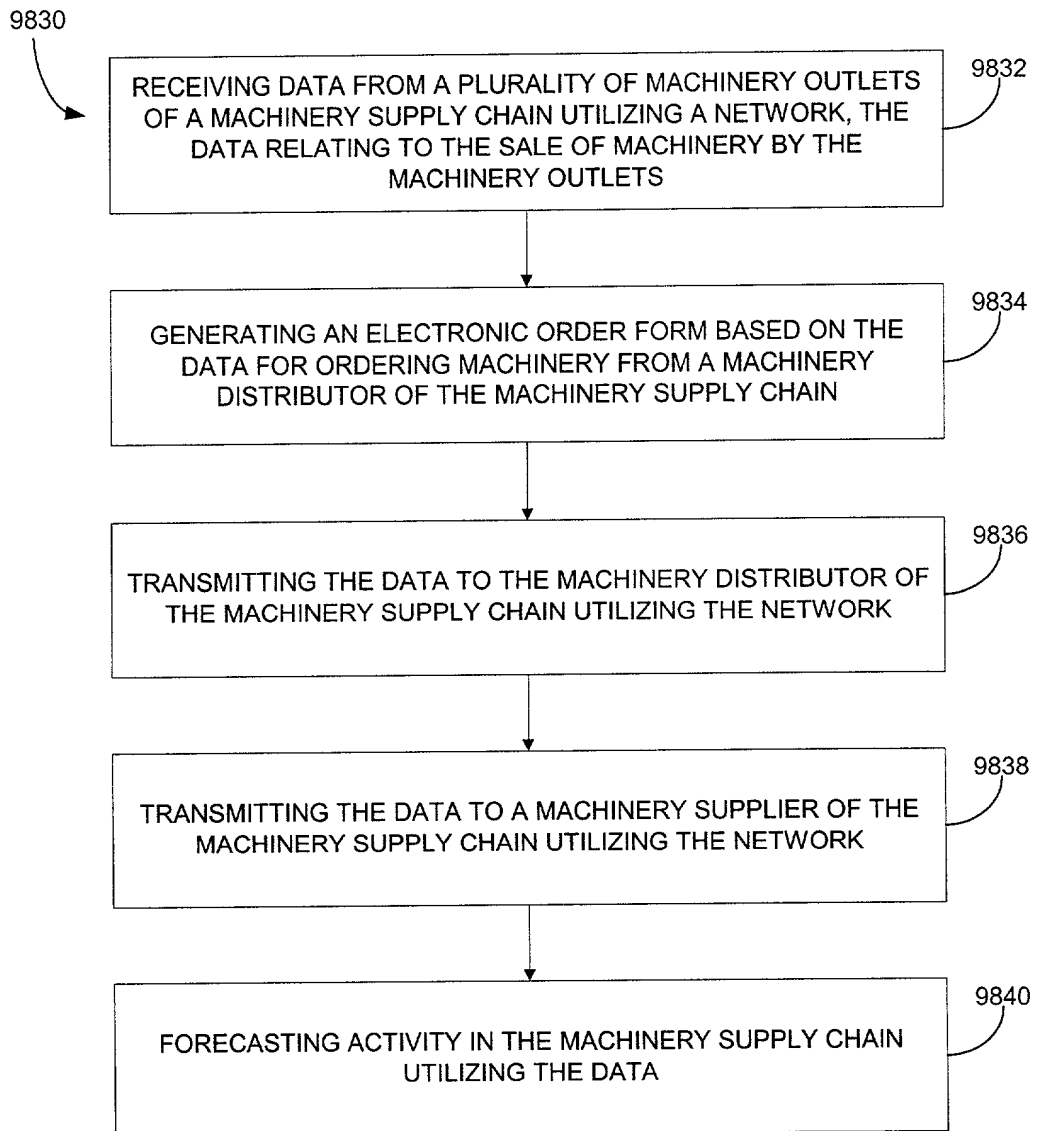 9830
RECEIVING DATA FROM A PLURALITY OF MACHINERY OUTLETS
OF A MACHINERY SUPPLY CHAIN UTILIZING A NETWORK, THE
DATA RELATING TO THE SALE OF MACHINERY BY THE
MACHINERY OUTLETS
9832
GENERATING AN ELECTRONIC ORDER FORM BASED ON THE
DATA FOR ORDERING MACHINERY FROM A MACHINERY
DISTRIBUTOR OF THE MACHINERY SUPPLY CHAIN
9834
TRANSMITTING THE DATA TO THE MACHINERY DISTRIBUTOR OF
THE MACHINERY SUPPLY CHAIN UTILIZING THE NETWORK
9836
TRANSMITTING THE DATA TO A MACHINERY SUPPLIER OF THE
MACHINERY SUPPLY CHAIN UTILIZING THE NETWORK
9838
FORECASTING ACTIVITY IN THE MACHINERY SUPPLY CHAIN
UTILIZING THE DATA
9840